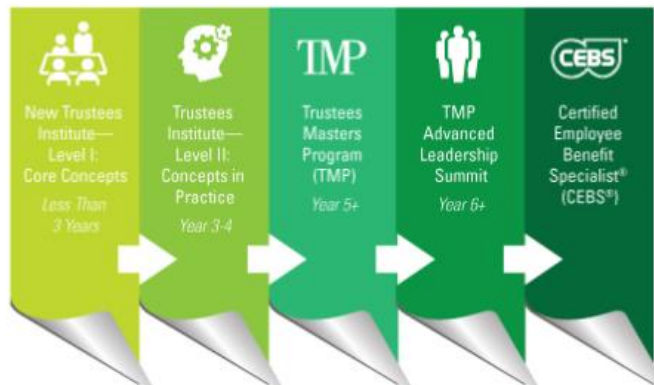 New Trustees
Institute—
Level I:
Core Concepts
Less Than
3 Years
Trustees
Institute—
Level II:
Concepts in
Practice
Year 3-4
TMP
Trustees
Masters
Program
(TMP)
Year 5+
TMP
Advanced
Leadership
Summit
Year 6+
CEBS®
Certified
Employee
Benefit
Specialist®
(CEBS®)